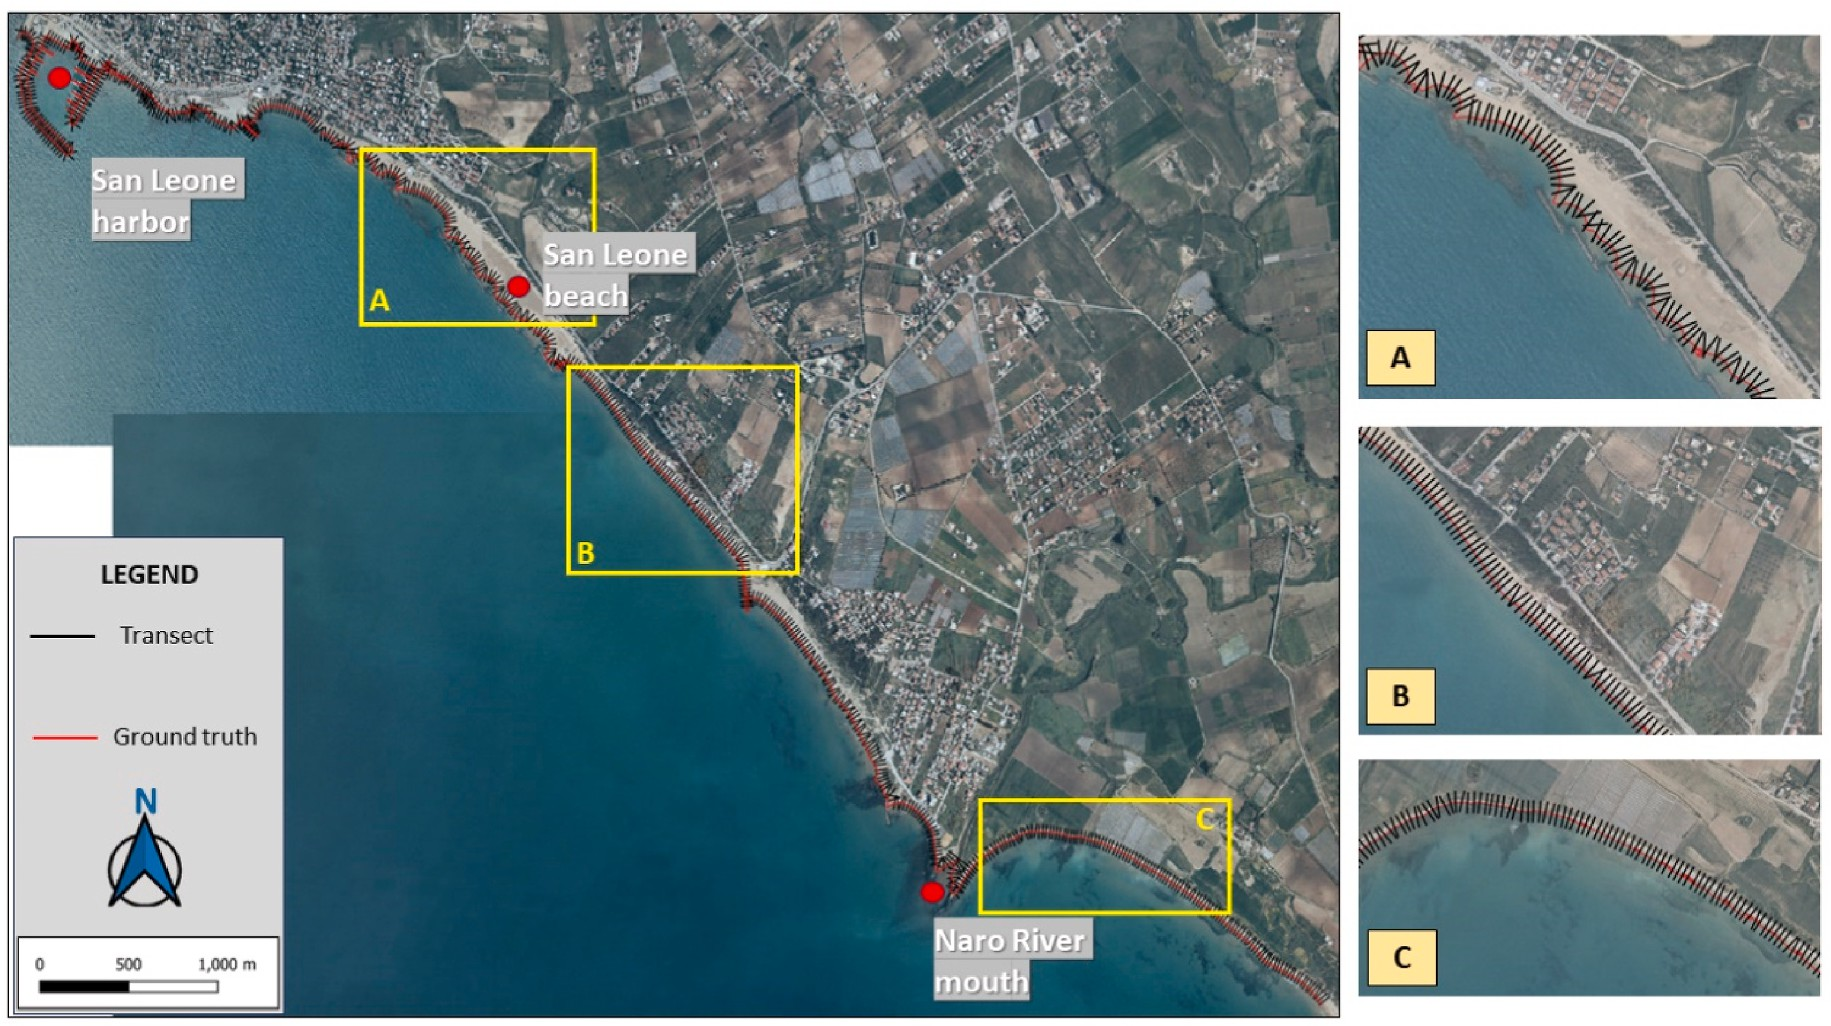 San Leone
harbor
A
San Leone
beach
B
C
Naro River
mouth
LEGEND
Transect
Ground truth
N
0 500 1,000 m
A
B
C